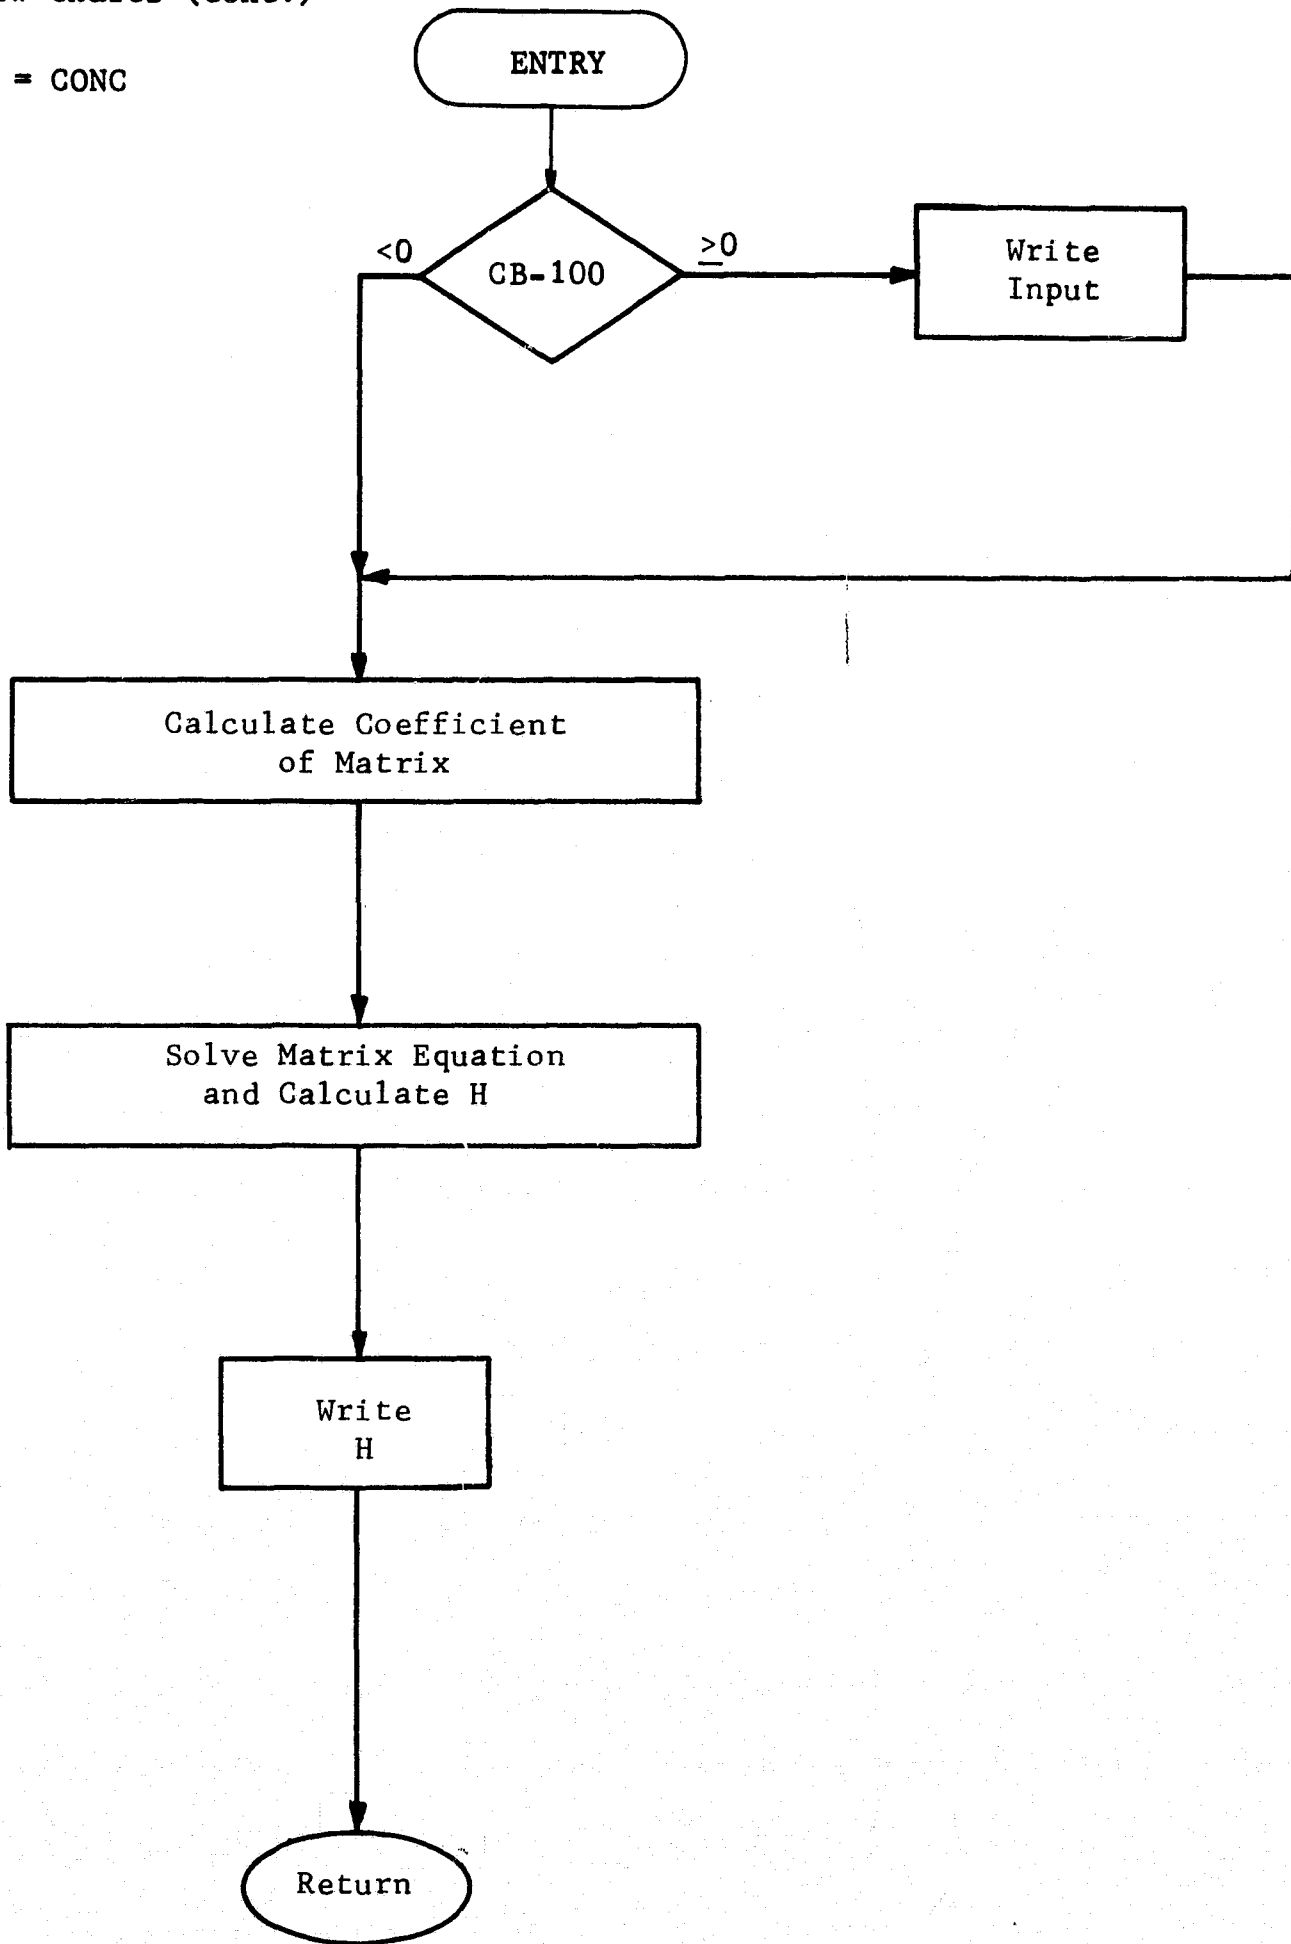 (Cont.)
= CONC
ENTRY
<0
CB-100
≥0
Write
Input
Calculate Coefficient
of Matrix
Solve Matrix Equation
and Calculate H
Write
H
Return